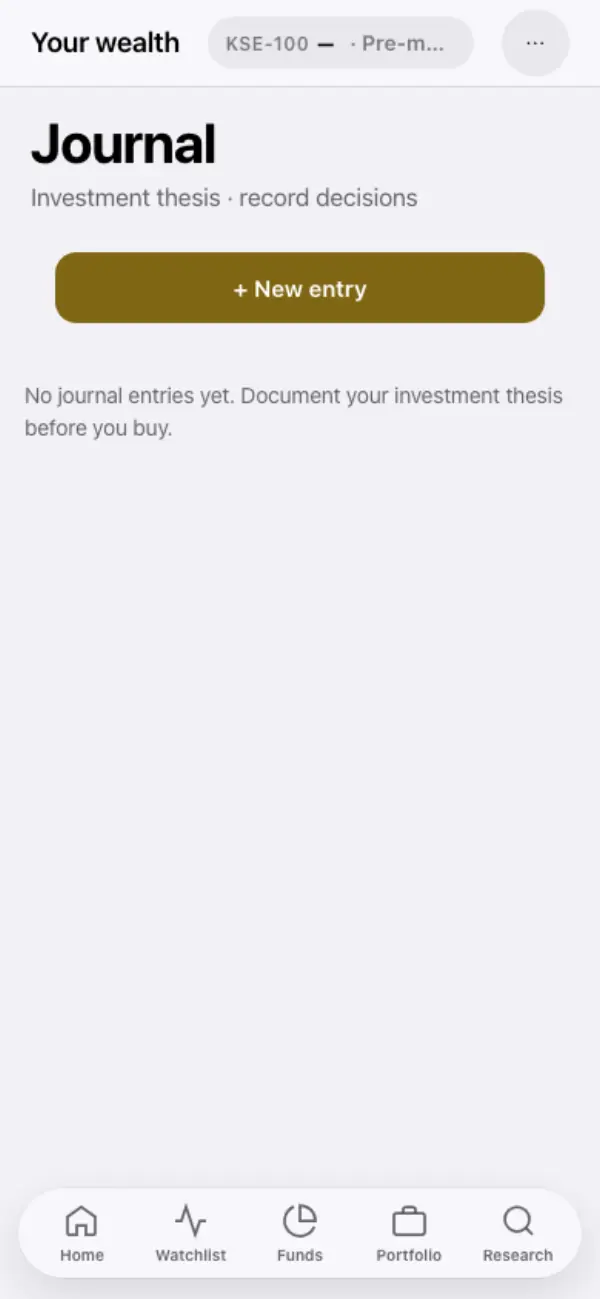 Your wealth
KSE-100 – · Pre-m...
...
Journal
Investment thesis · record decisions
+ New entry
No journal entries yet. Document your investment thesis
before you buy.
Home Watchlist Funds Portfolio Research